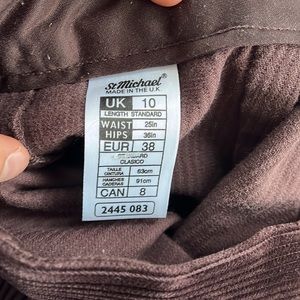 St Michael
MADE IN THE U.K.
UK 10
LENGTH STANDARD
WAIST 25in
HIPS 36in
EUR 38
CLASICO
TAILLE CINTURA 63cm
HANCHES CADERAS 91cm
CAN 8
2445 083